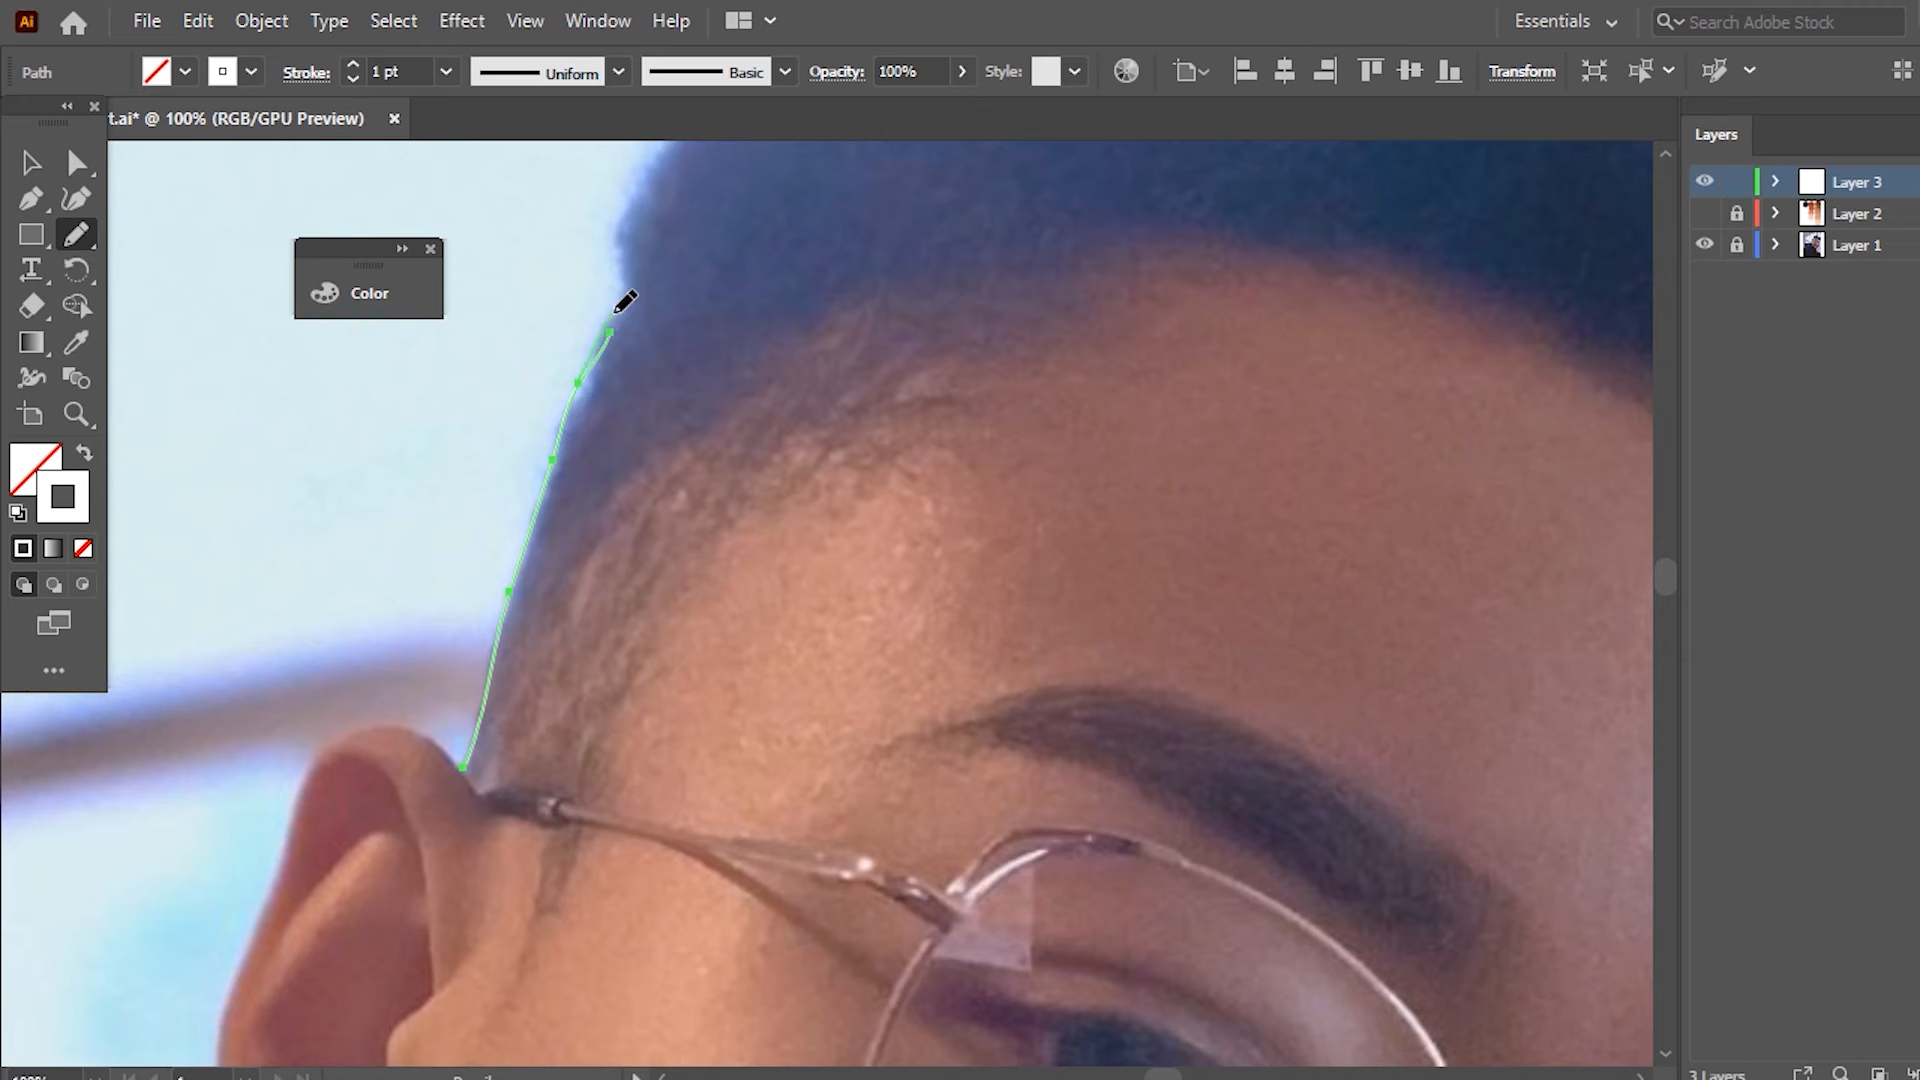 Ai File Edit Object Type Select Effect View Window Help Essentials Search Adobe Stock
Path Stroke: 1 pt Uniform Basic Opacity: 100% Style: Transform
t.ai* @ 100% (RGB/GPU Preview)
Layers
Layer 3
Layer 2
Layer 1
Color
3 Layers